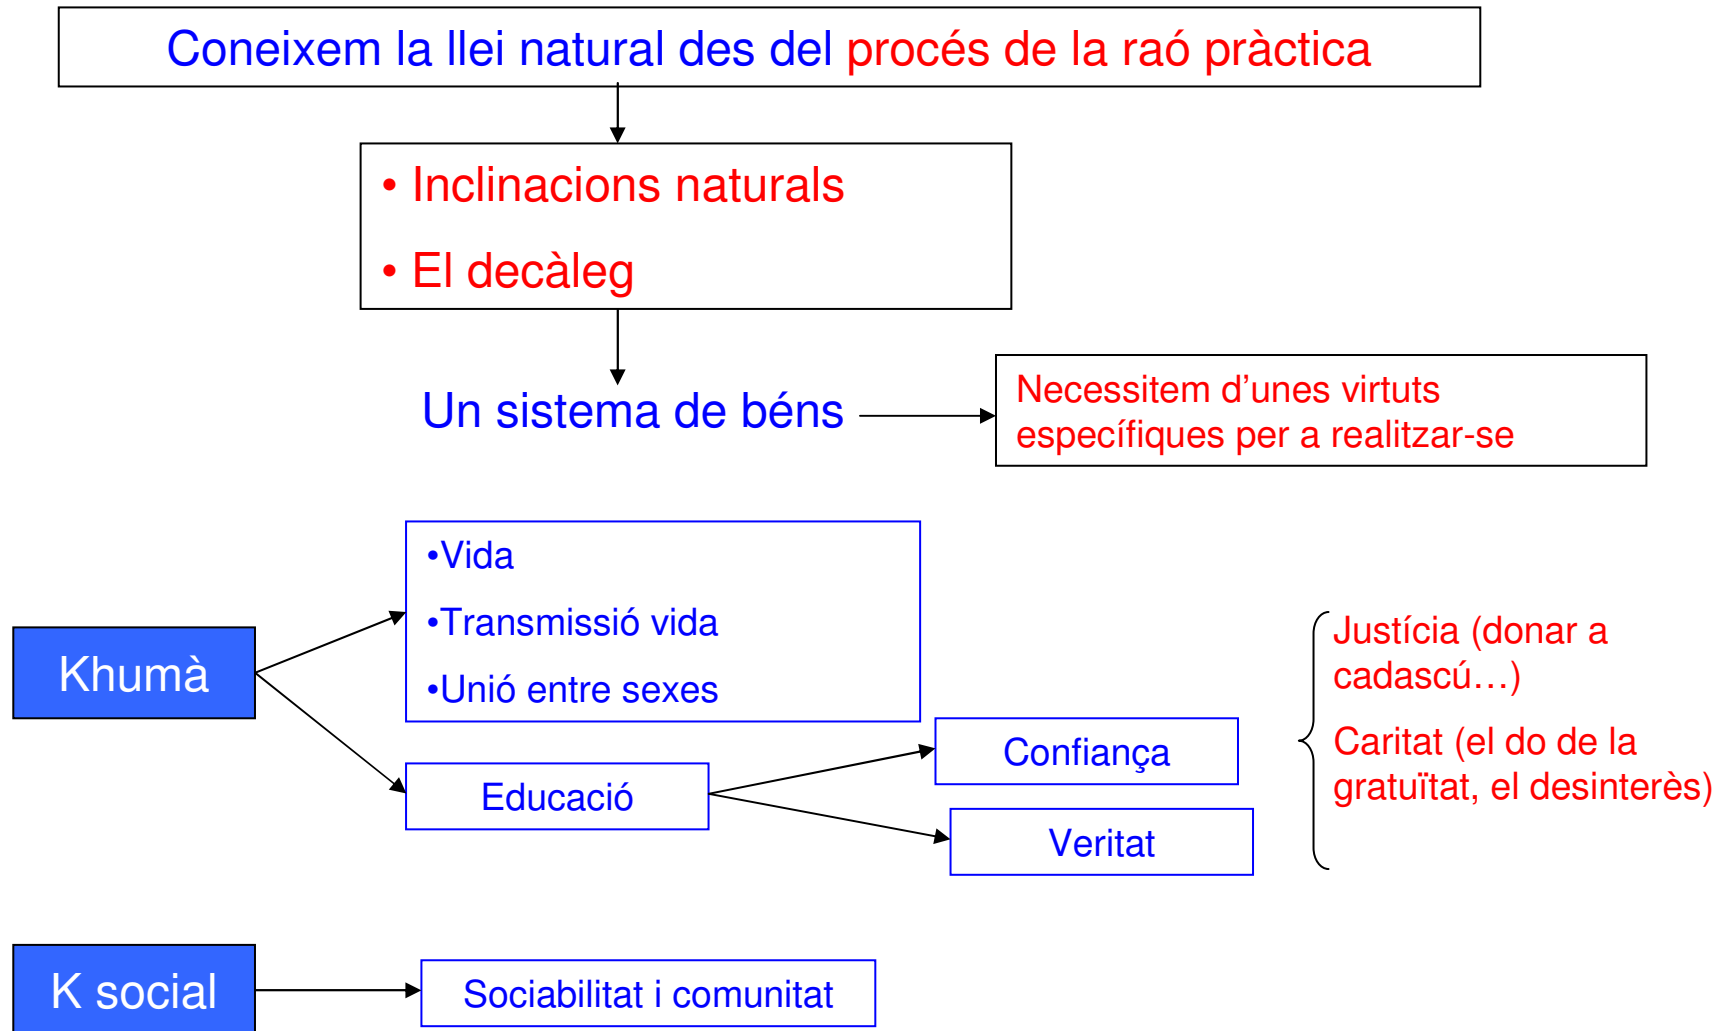 Coneixem la llei natural des del procés de la raó pràctica
• Inclinacions naturals
• El decàleg
Un sistema de béns
Necessitem d’unes virtuts
específiques per a realitzar-se
•Vida
•Transmissió vida
•Unió entre sexes
Khumà
Educació
Confiança
Veritat
Justícia (donar a
cadascú…)
Caritat (el do de la
gratuïtat, el desinterès)
K social
Sociabilitat i comunitat